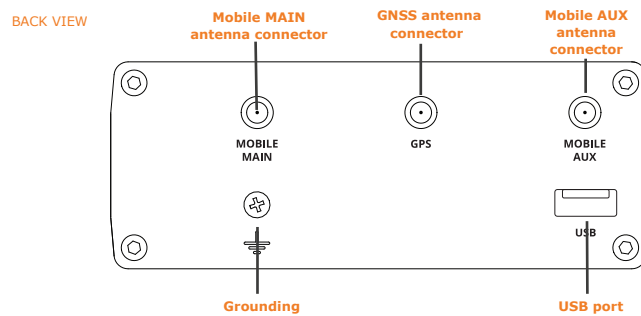 BACK VIEW
Mobile MAIN
antenna connector
GNSS antenna
connector
Mobile AUX
antenna
connector
MOBILE
MAIN
GPS
MOBILE
AUX
USB
Grounding
USB port